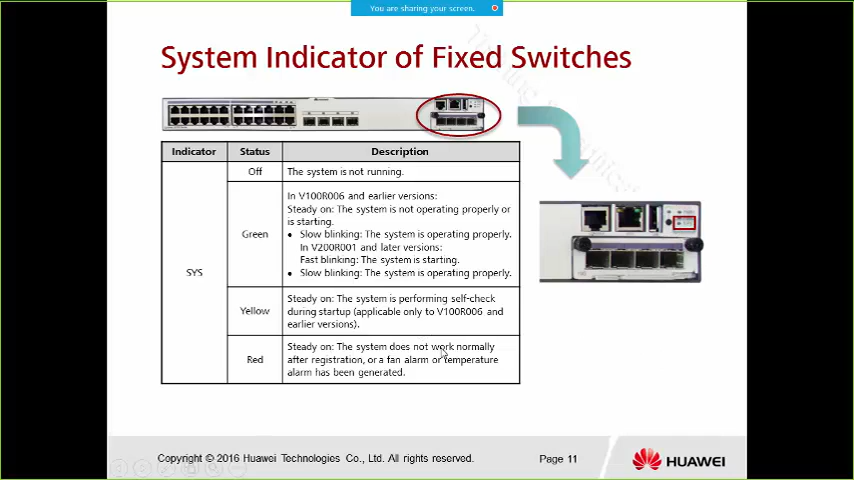 You are sharing your screen.
System Indicator of Fixed Switches
Indicator Status Description
SYS
Off
The system is not running.
Green
In V100R006 and earlier versions:
Steady on: The system is not operating properly or
is starting.
• Slow blinking: The system is operating properly.
In V200R001 and later versions:
Fast blinking: The system is starting.
• Slow blinking: The system is operating properly.
Yellow
Steady on: The system is performing self-check
during startup (applicable only to V100R006 and
earlier versions).
Red
Steady on: The system does not work normally
after registration, or a fan alarm or temperature
alarm has been generated.
Copyright © 2016 Huawei Technologies Co., Ltd. All rights reserved.
Page 11
HUAWEI